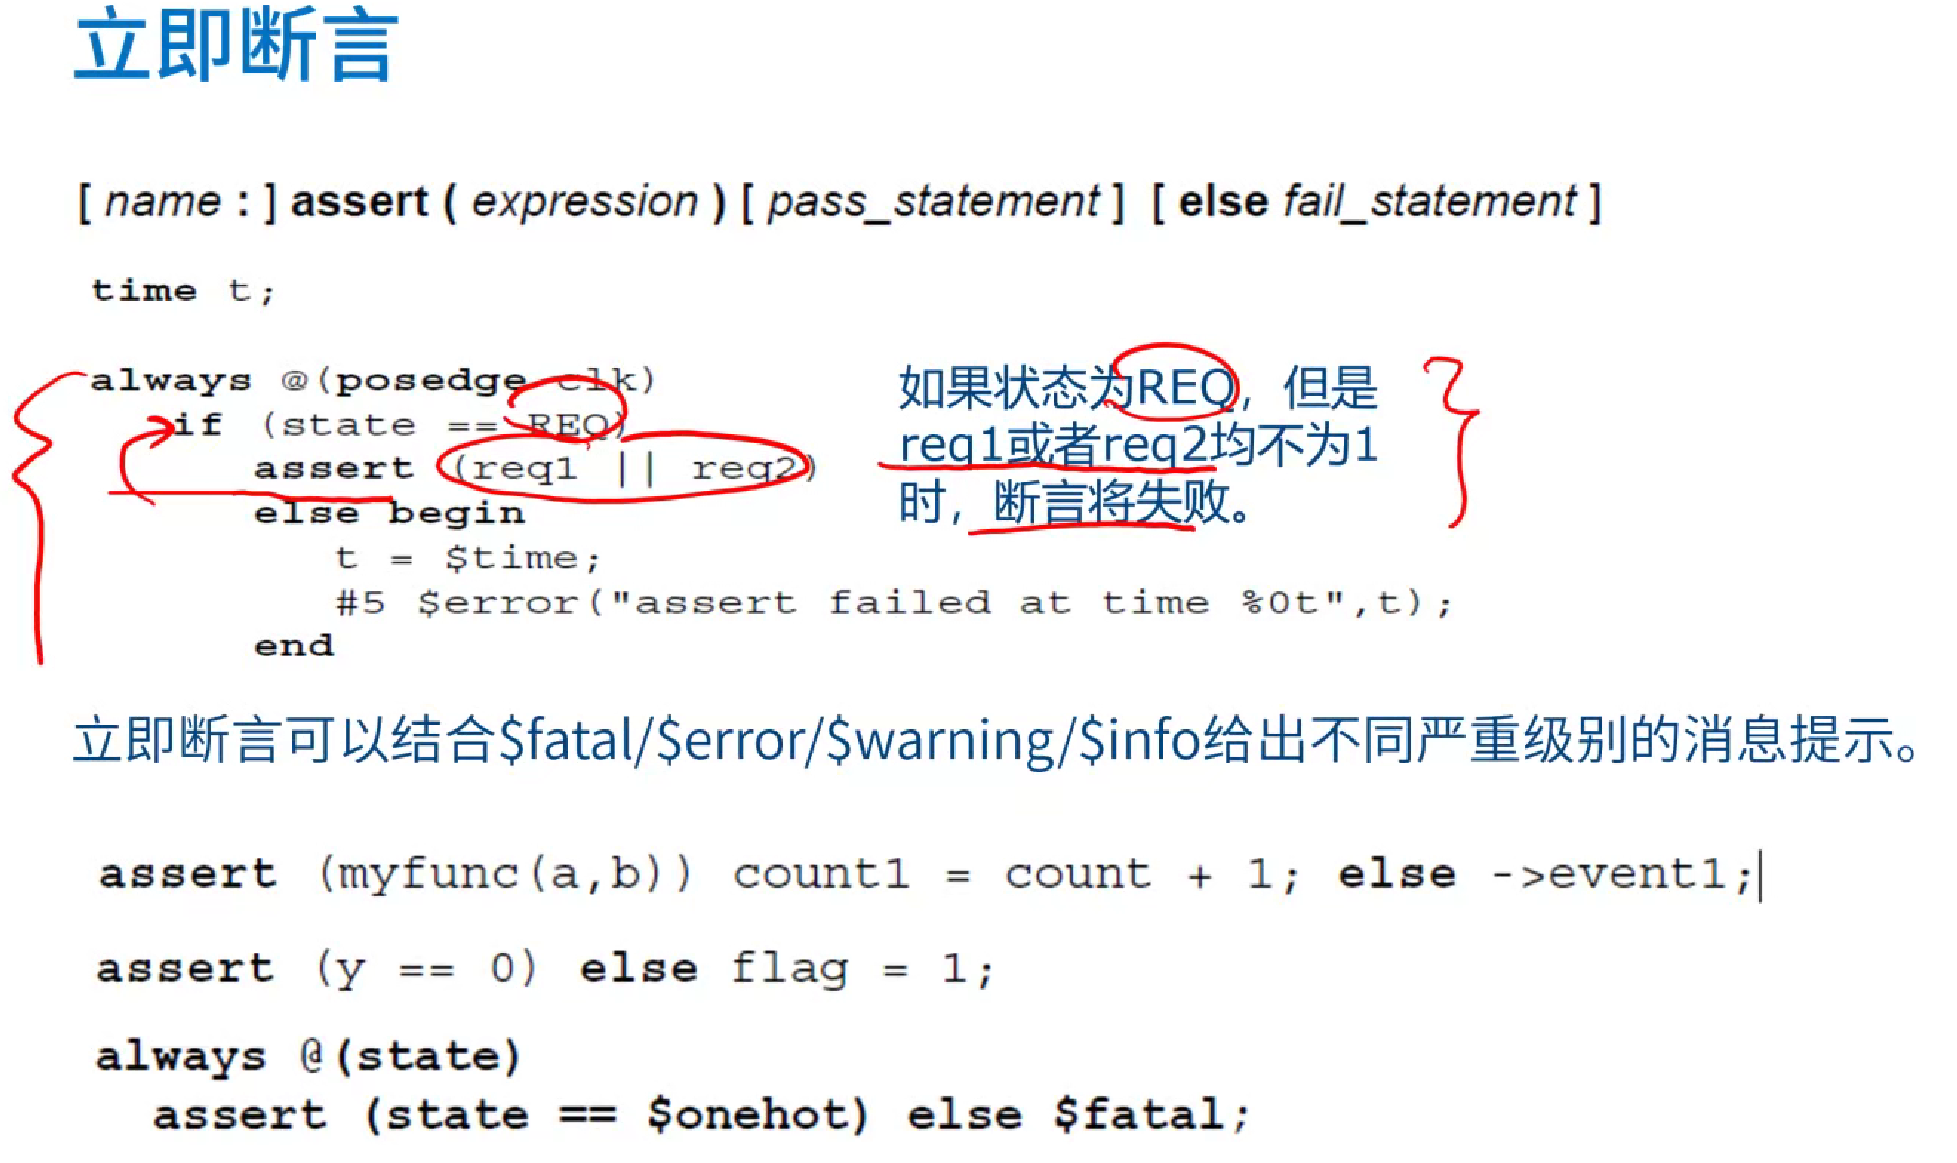 立即断言
[ name : ] assert ( expression ) [ pass_statement ] [ else fail_statement ]
time t;
always @(posedge clk)
if (state == REQ)
assert (req1 || req2)
else begin
t = $time;
#5 $error("assert failed at time %0t",t);
end
如果状态为REQ，但是
req1或者req2均不为1
时，断言将失败。
立即断言可以结合$fatal/$error/$warning/$info给出不同严重级别的消息提示。
assert (myfunc(a,b)) count1 = count + 1; else ->event1;
assert (y == 0) else flag = 1;
always @(state)
assert (state == $onehot) else $fatal;